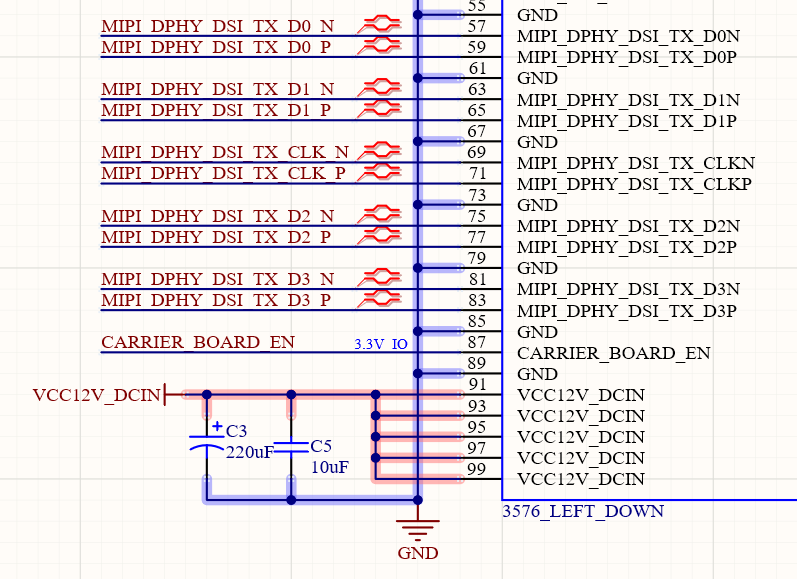 55 GND
MIPI_DPHY_DSI_TX_D0_N 57 MIPI_DPHY_DSI_TX_D0N
MIPI_DPHY_DSI_TX_D0_P 59 MIPI_DPHY_DSI_TX_D0P
61 GND
MIPI_DPHY_DSI_TX_D1_N 63 MIPI_DPHY_DSI_TX_D1N
MIPI_DPHY_DSI_TX_D1_P 65 MIPI_DPHY_DSI_TX_D1P
67 GND
MIPI_DPHY_DSI_TX_CLK_N 69 MIPI_DPHY_DSI_TX_CLKN
MIPI_DPHY_DSI_TX_CLK_P 71 MIPI_DPHY_DSI_TX_CLKP
73 GND
MIPI_DPHY_DSI_TX_D2_N 75 MIPI_DPHY_DSI_TX_D2N
MIPI_DPHY_DSI_TX_D2_P 77 MIPI_DPHY_DSI_TX_D2P
79 GND
MIPI_DPHY_DSI_TX_D3_N 81 MIPI_DPHY_DSI_TX_D3N
MIPI_DPHY_DSI_TX_D3_P 83 MIPI_DPHY_DSI_TX_D3P
85 GND
CARRIER_BOARD_EN 3.3V_IO 87 CARRIER_BOARD_EN
89 GND
VCC12V_DCIN 91 VCC12V_DCIN
93 VCC12V_DCIN
+ C3 95 VCC12V_DCIN
220uF C5 97 VCC12V_DCIN
10uF 99 VCC12V_DCIN
3576_LEFT_DOWN
GND